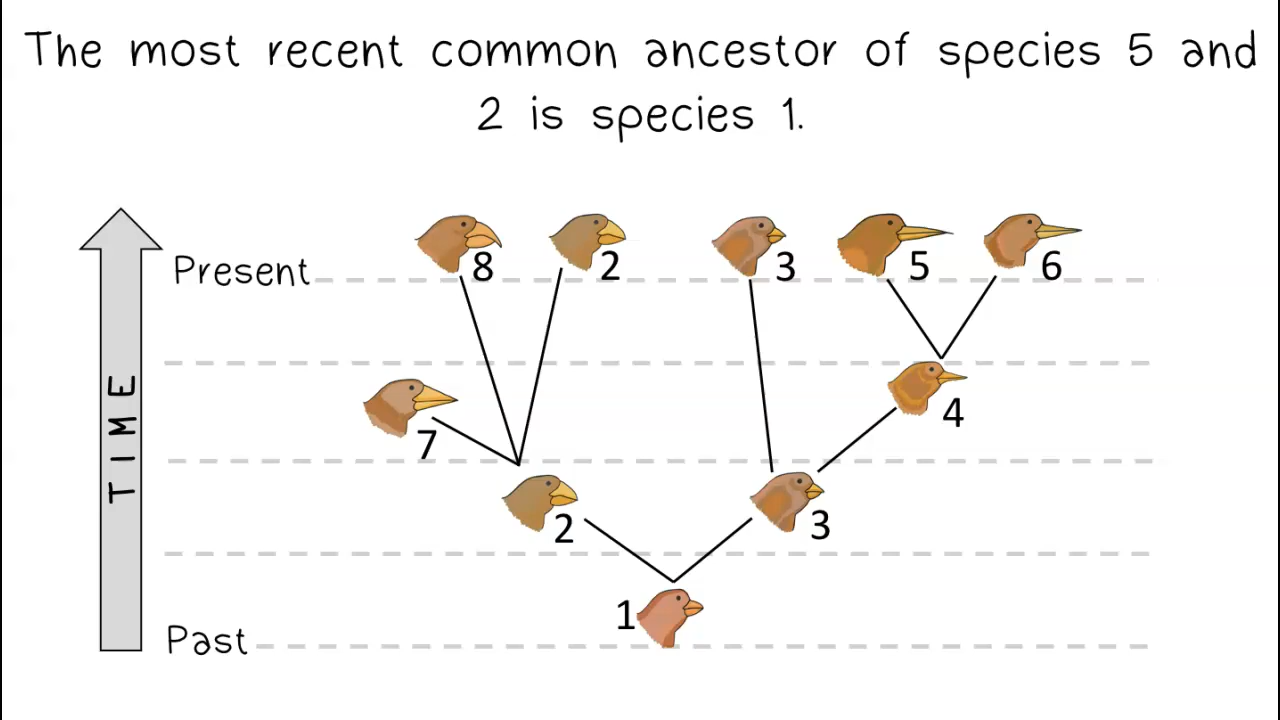 The most recent common ancestor of species 5 and
2 is species 1.
Present
8
2
3
5
6
TIME
7
4
2
3
1
Past